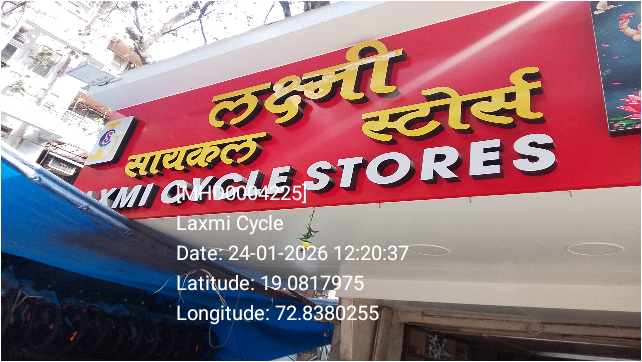 लक्ष्मी
सायकल स्टोर्स
LAXMI CYCLE STORES
[MHD0004225]
Laxmi Cycle
Date: 24-01-2026 12:20:37
Latitude: 19.0817975
Longitude: 72.8380255